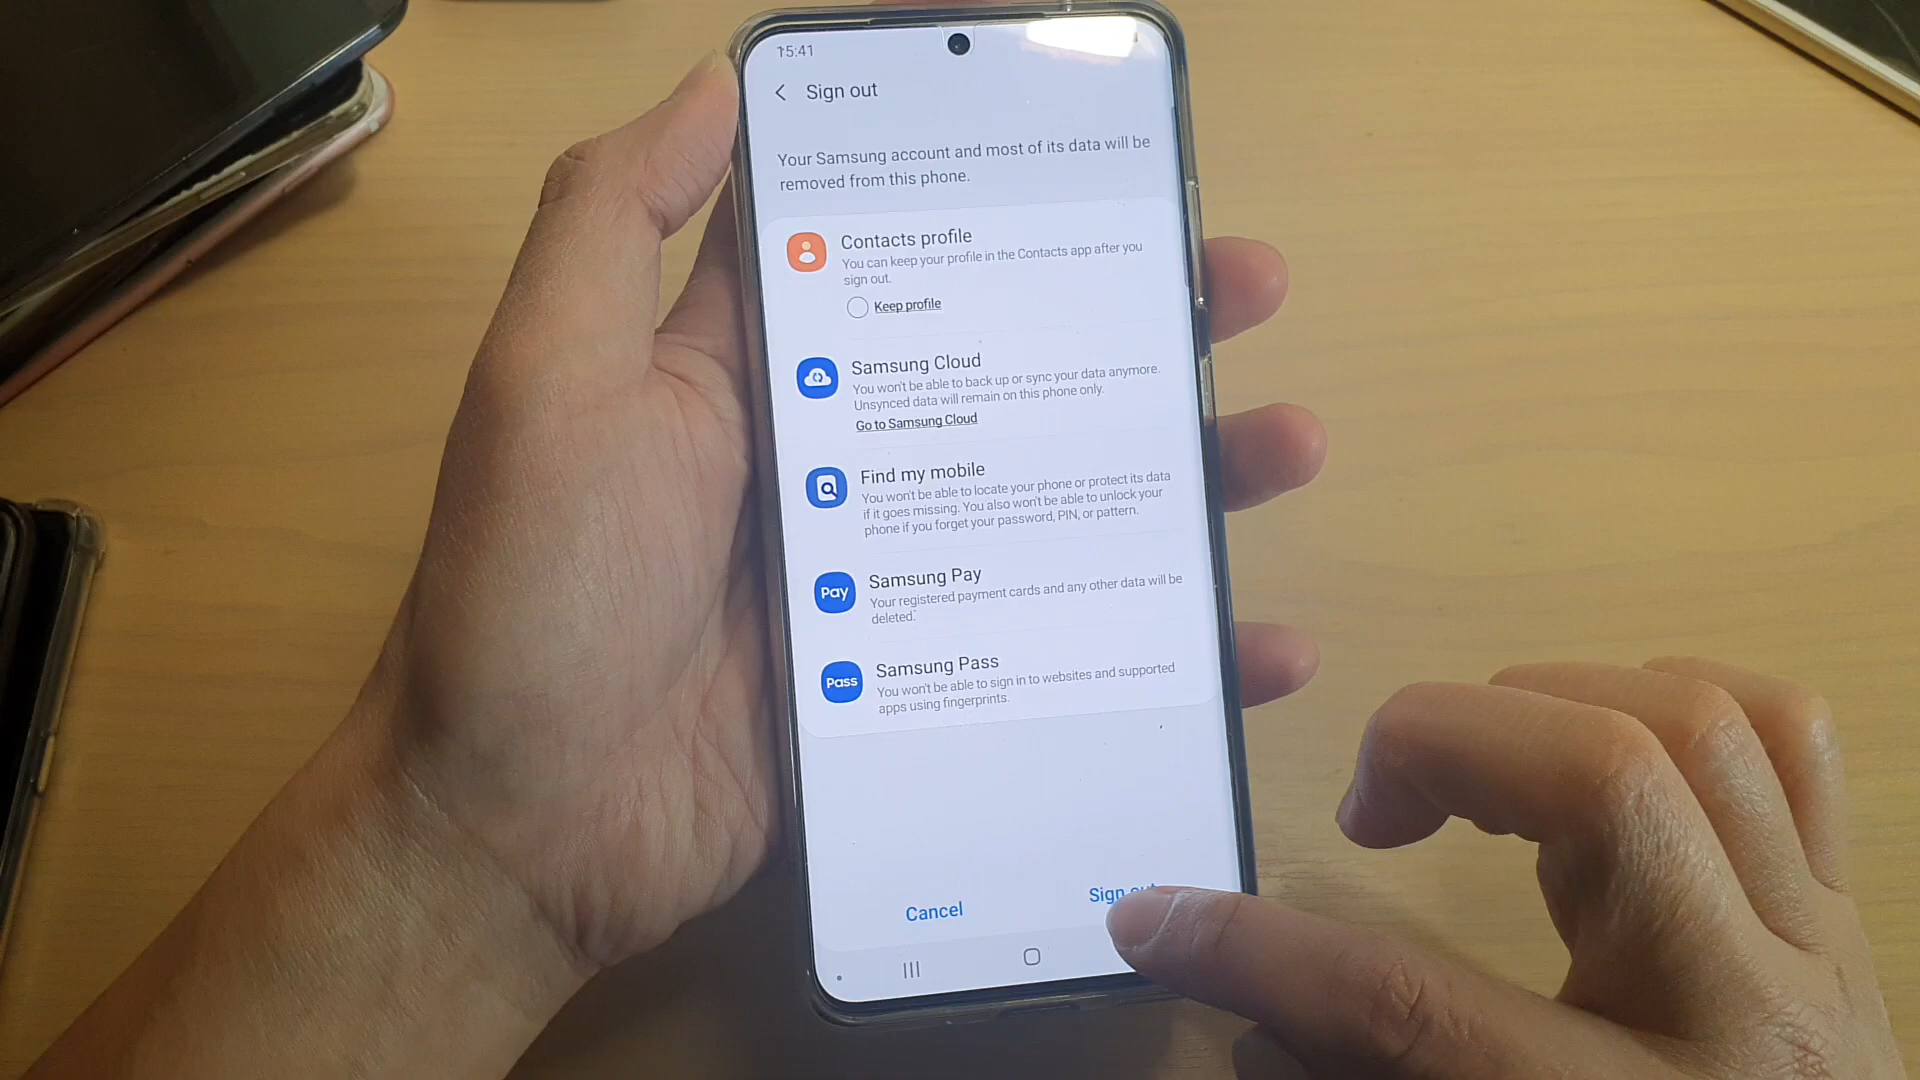 15:41
Sign out
Your Samsung account and most of its data will be
removed from this phone.
Contacts profile
You can keep your profile in the Contacts app after you
sign out.
Keep profile
Samsung Cloud
You won't be able to back up or sync your data anymore.
Unsynced data will remain on this phone only.
Go to Samsung Cloud
Find my mobile
You won't be able to locate your phone or protect its data
if it goes missing. You also won't be able to unlock your
phone if you forget your password, PIN, or pattern.
Pay
Samsung Pay
Your registered payment cards and any other data will be
deleted.
Pass
Samsung Pass
You won't be able to sign in to websites and supported
apps using fingerprints.
Cancel
Sign out